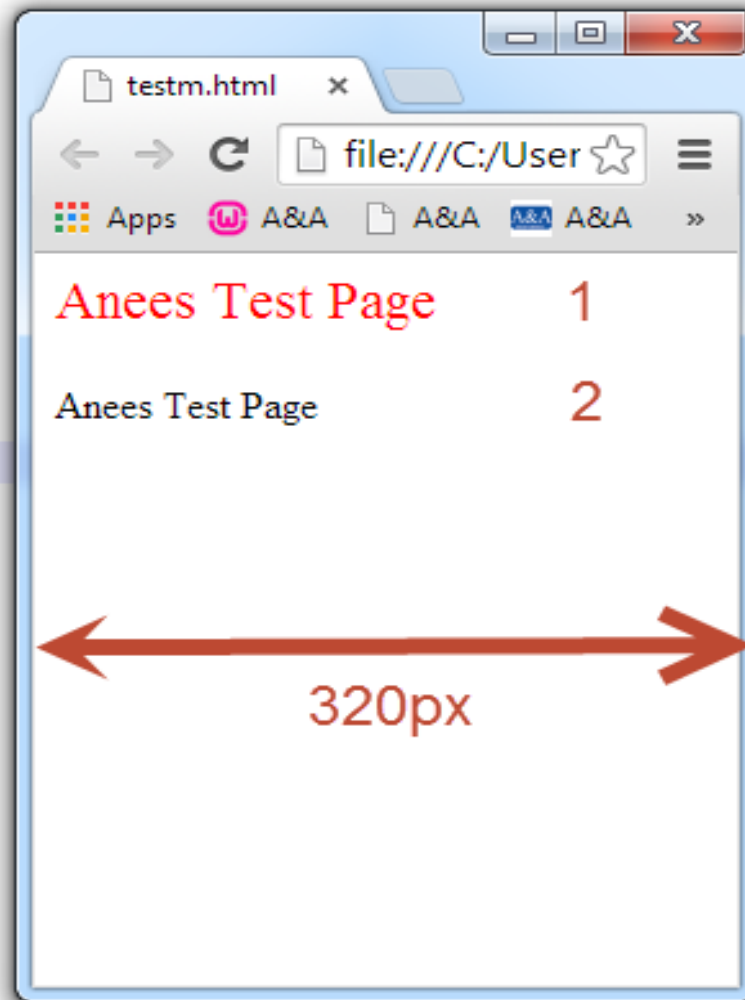 testm.html
file:///C:/User
Apps A&A A&A A&A A&A »
Anees Test Page 1
Anees Test Page 2
320px